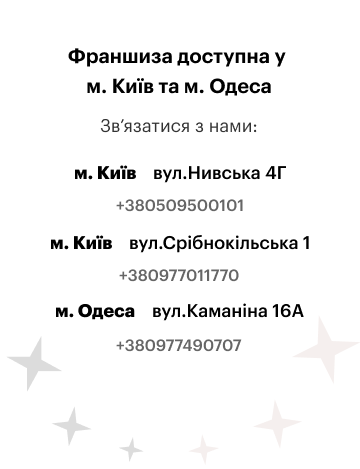 Франшиза доступна у
м. Київ та м. Одеса
Зв‘язатися з нами:
м. Київ вул.Нивська 4Г
+380509500101
м. Київ вул.Срібнокільська 1
+380977011770
м. Одеса вул.Каманіна 16А
+380977490707